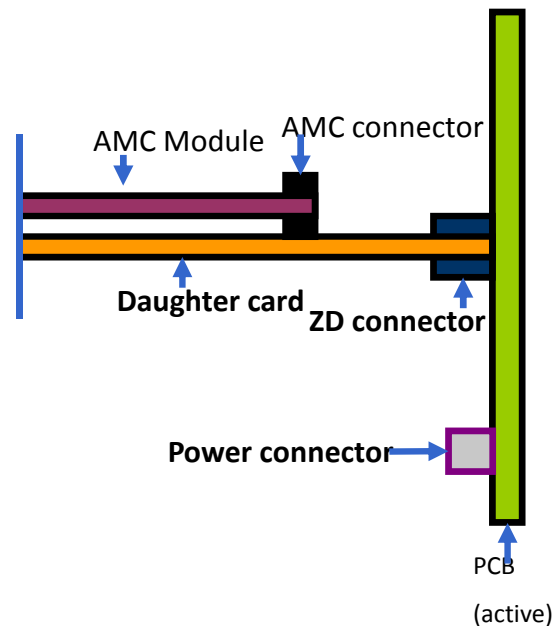 AMC Module
AMC connector
Daughter card
ZD connector
Power connector
PCB
(active)